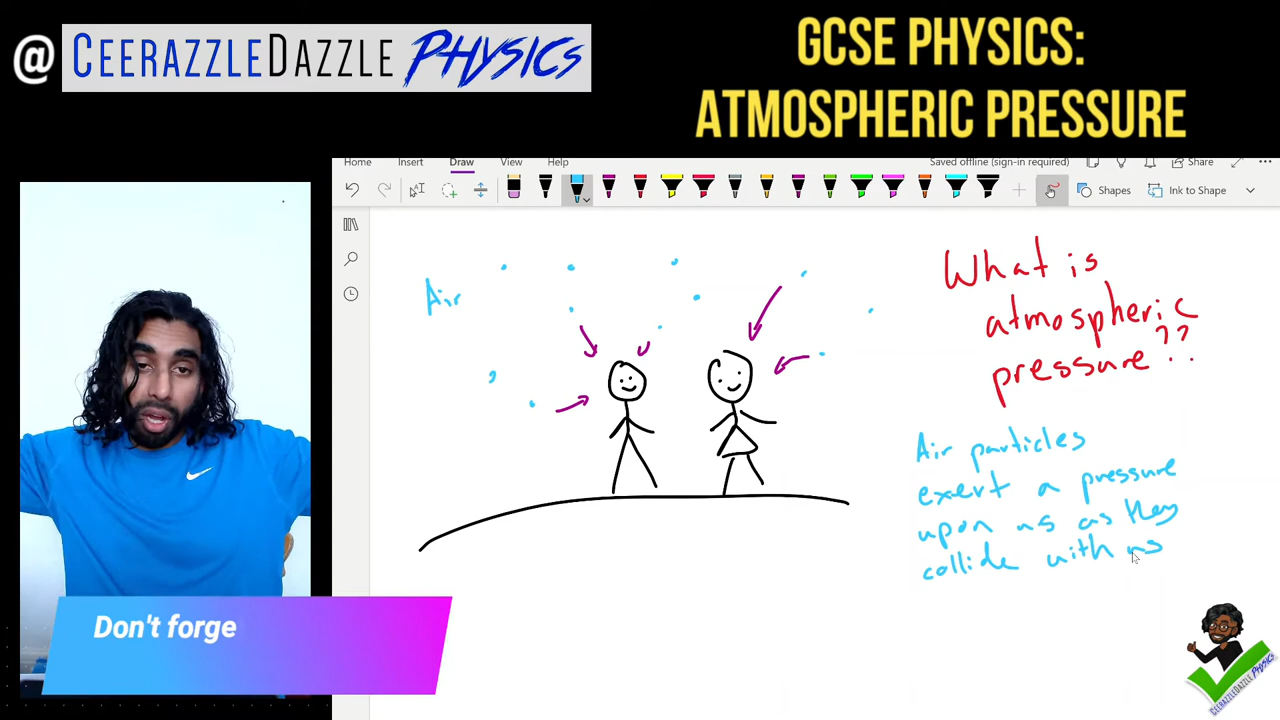 @ CEERAZZLEDAZZLE PHYSICS
GCSE PHYSICS:
ATMOSPHERIC PRESSURE
Home Insert Draw View Help
Saved offline (sign-in required)
Share
Shapes
Ink to Shape
Air
What is
atmospheric
pressure??
Air particles
exert a pressure
upon us as they
collide with us
Don't forge
CEERAZZLEDAZZLE PHYSICS